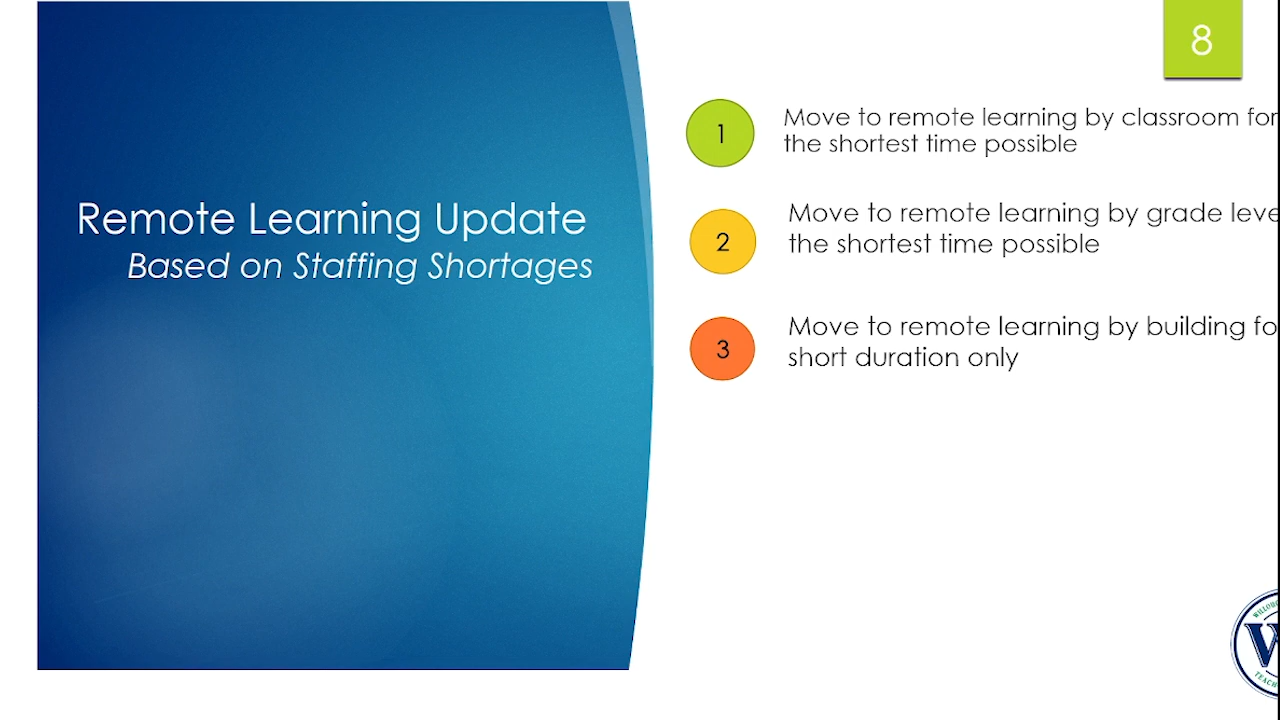 8
Remote Learning Update
Based on Staffing Shortages
1
Move to remote learning by classroom for
the shortest time possible
2
Move to remote learning by grade leve
the shortest time possible
3
Move to remote learning by building fo
short duration only
W